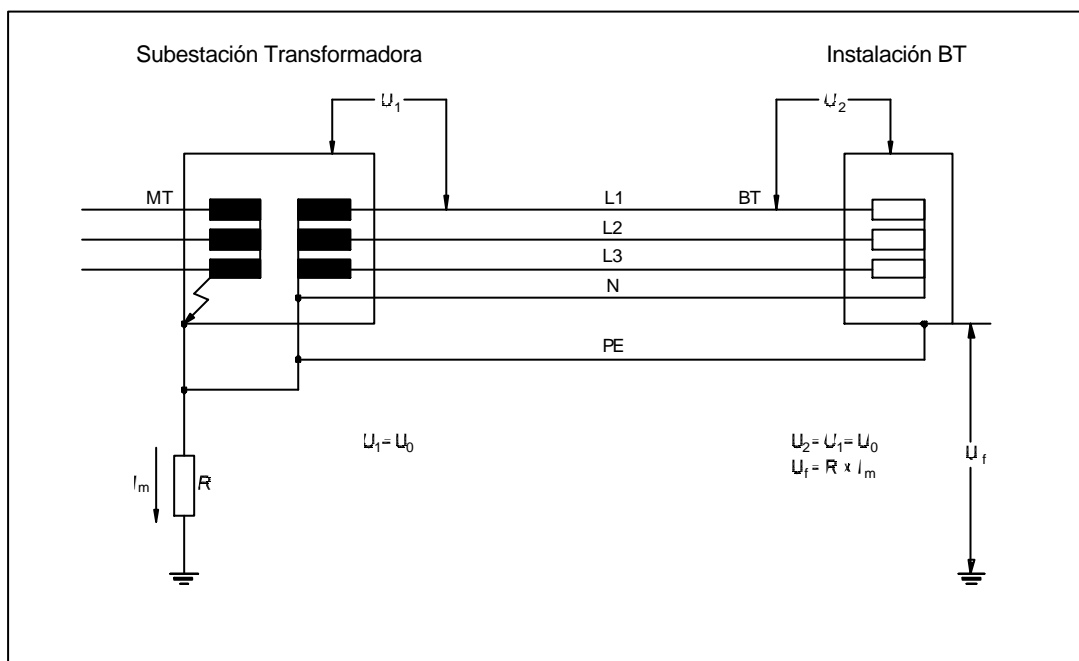 Subestación Transformadora
Instalación BT
U1
U2
MT
L1
BT
L2
L3
N
PE
U1= U0
U2= U1= U0
Uf= R × Im
Uf
Im
R